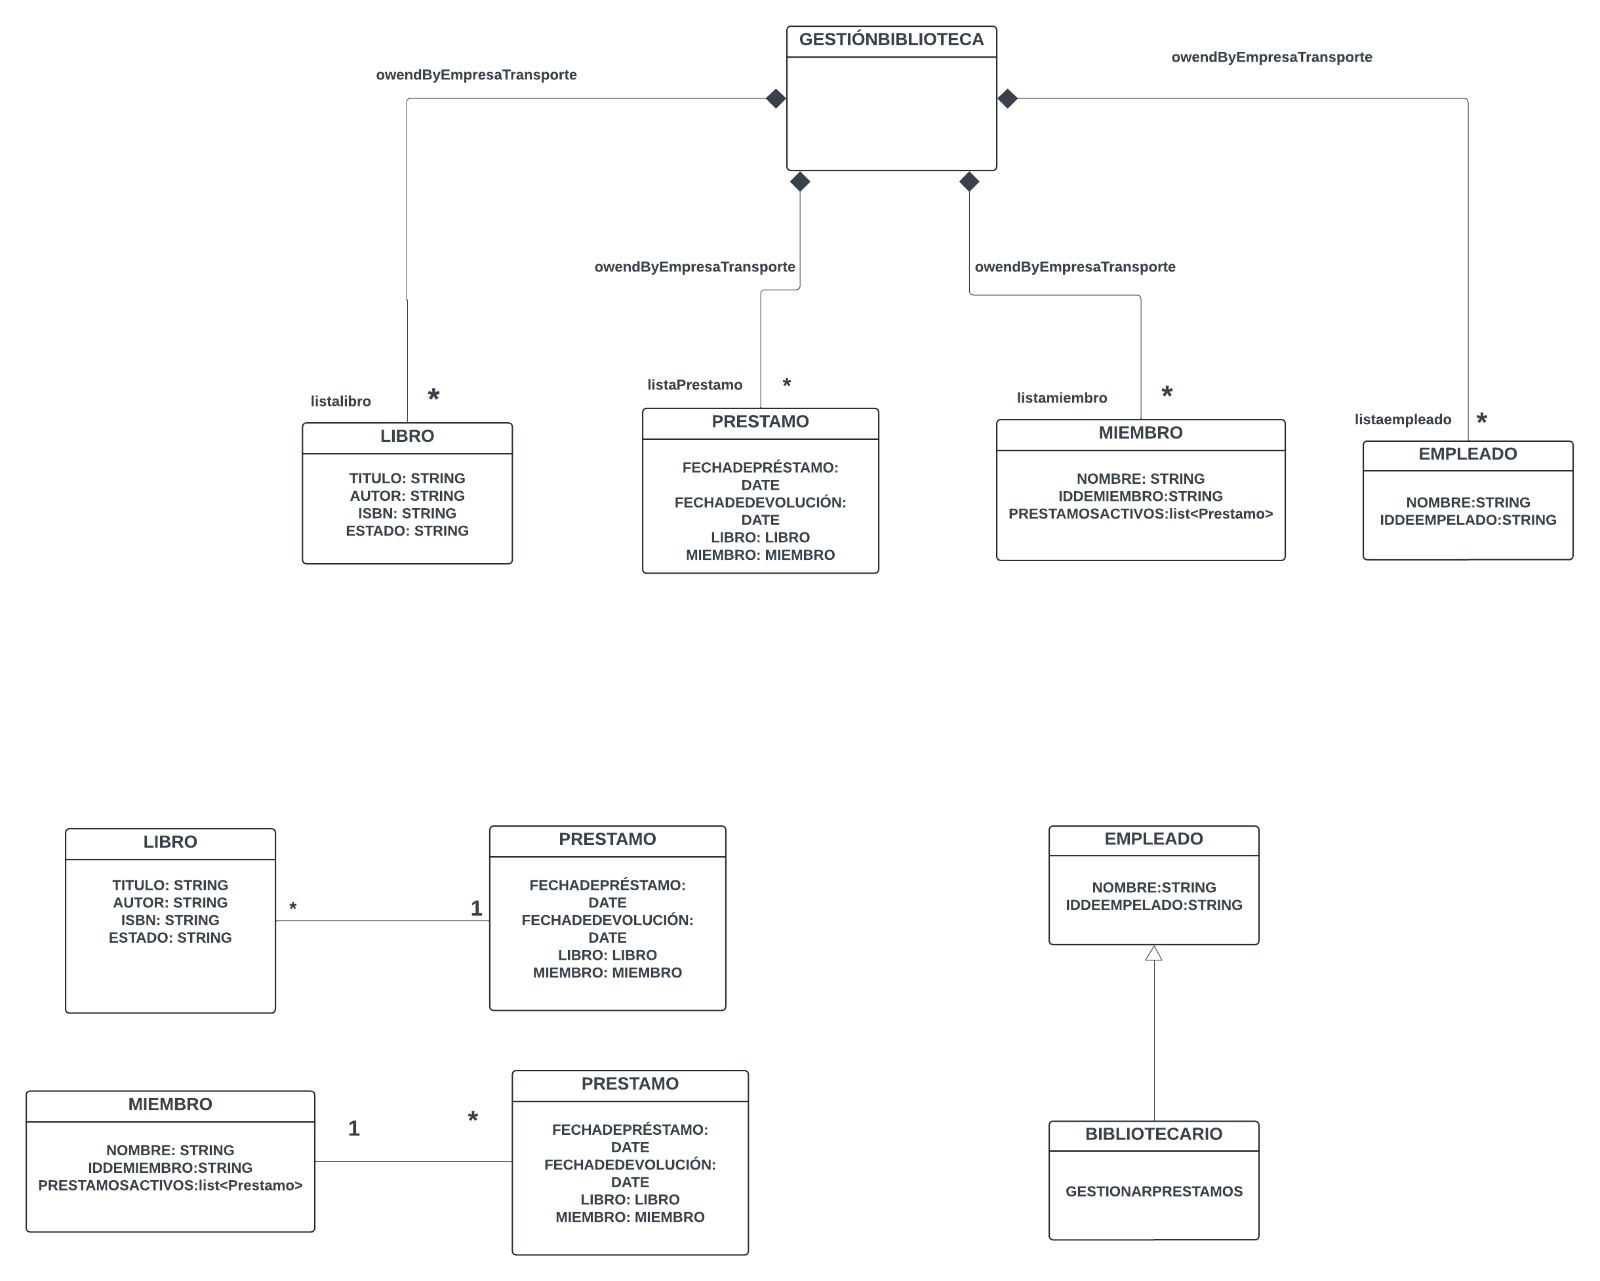 GESTIÓNBIBLIOTECA
owendByEmpresaTransporte
owendByEmpresaTransporte
owendByEmpresaTransporte
owendByEmpresaTransporte
listalibro
*
listaPrestamo
*
listamiembro
*
listaempleado
*
LIBRO
TITULO: STRING
AUTOR: STRING
ISBN: STRING
ESTADO: STRING
PRESTAMO
FECHADEPRÉSTAMO:
DATE
FECHADEDEVOLUCIÓN:
DATE
LIBRO: LIBRO
MIEMBRO: MIEMBRO
MIEMBRO
NOMBRE: STRING
IDDEMIEMBRO:STRING
PRESTAMOSACTIVOS:list<Prestamo>
EMPLEADO
NOMBRE:STRING
IDDEEMPELADO:STRING
LIBRO
TITULO: STRING
AUTOR: STRING
ISBN: STRING
ESTADO: STRING
*
1
PRESTAMO
FECHADEPRÉSTAMO:
DATE
FECHADEDEVOLUCIÓN:
DATE
LIBRO: LIBRO
MIEMBRO: MIEMBRO
EMPLEADO
NOMBRE:STRING
IDDEEMPELADO:STRING
MIEMBRO
NOMBRE: STRING
IDDEMIEMBRO:STRING
PRESTAMOSACTIVOS:list<Prestamo>
1
*
PRESTAMO
FECHADEPRÉSTAMO:
DATE
FECHADEDEVOLUCIÓN:
DATE
LIBRO: LIBRO
MIEMBRO: MIEMBRO
BIBLIOTECARIO
GESTIONARPRESTAMOS